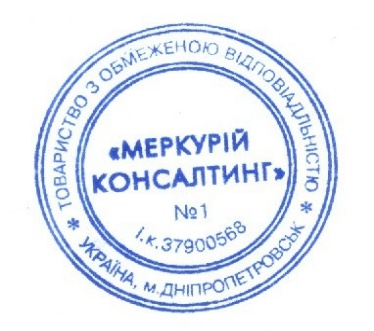 ТОВАРИСТВО З ОБМЕЖЕНОЮ ВІДПОВІДАЛЬНІСТЮ
«МЕРКУРІЙ
КОНСАЛТИНГ»
№1
І.К.37900568
* УКРАЇНА, М.ДНІПРОПЕТРОВСЬК *